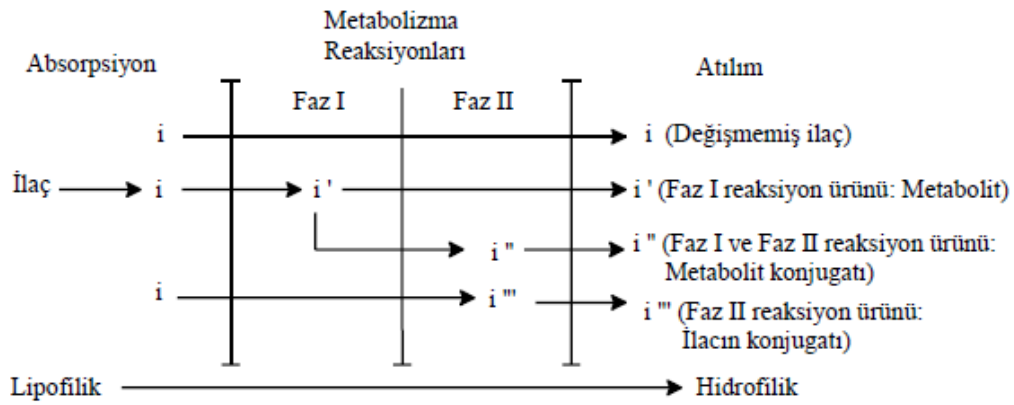 Metabolizma
Reaksiyonları
Absorpsiyon
Atılım
Faz I
Faz II
i
i (Değişmemiş ilaç)
İlaç
i
i '
i ' (Faz I reaksiyon ürünü: Metabolit)
i "
i " (Faz I ve Faz II reaksiyon ürünü:
Metabolit konjugatı)
i
i "'
i "' (Faz II reaksiyon ürünü:
İlacın konjugatı)
Lipofilik
Hidrofilik